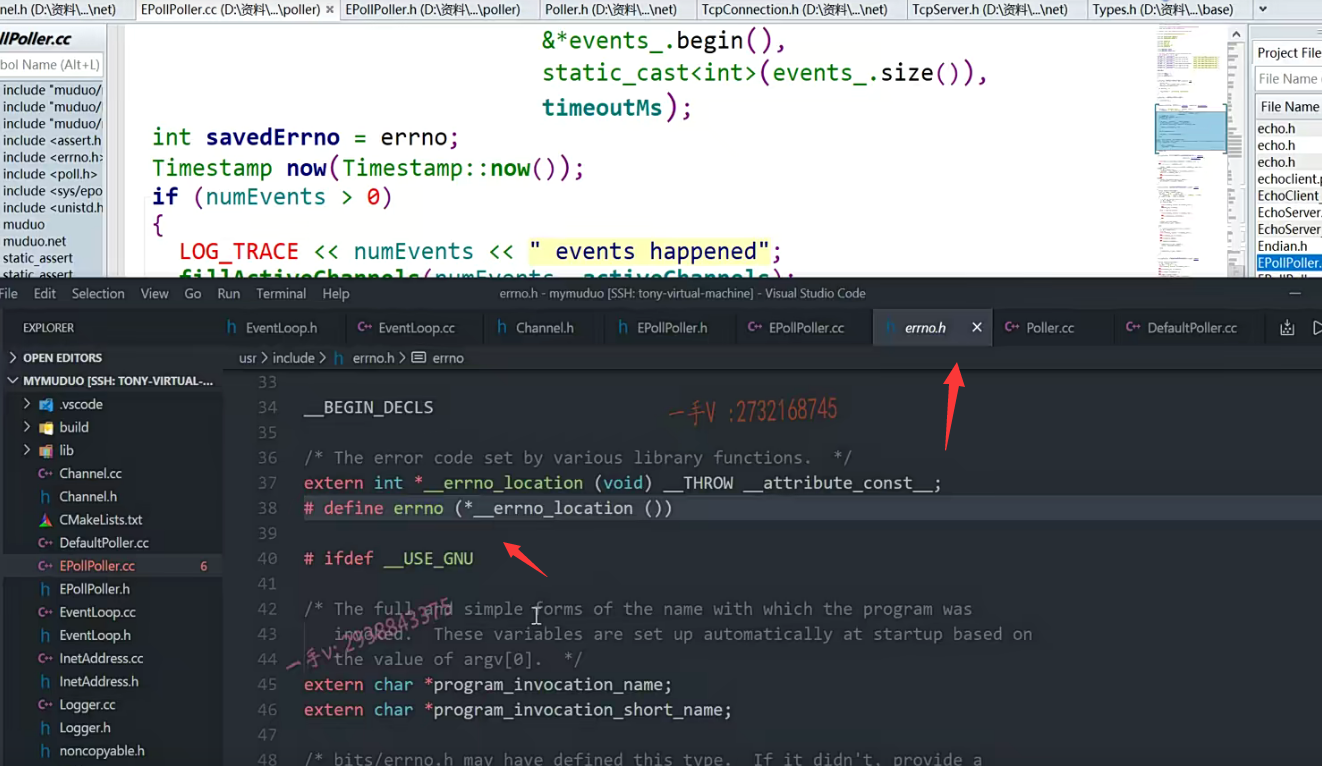 nel.h (D:\资料\...\net) EPollPoller.cc (D:\资料\...\poller) × EPollPoller.h (D:\资料\...\poller) Poller.h (D:\资料\...\net) TcpConnection.h (D:\资料\...\net) TcpServer.h (D:\资料\...\net) Types.h (D:\资料\...\base)
llPoller.cc
bol Name (Alt+L)
include "muduo/
include "muduo/
include "muduo/
include <assert.h
include <errno.h>
include <poll.h>
include <sys/epo
include <unistd.h
muduo
muduo.net
static_assert
static_assert
&*events_.begin(),
static_cast<int>(events_.size()),
timeoutMs);
int savedErrno = errno;
Timestamp now(Timestamp::now());
if (numEvents > 0)
{
LOG_TRACE << numEvents << " events happened";
fillActiveChannels(numEvents, activeChannels);
Project File
File Name
File Name
echo.h
echo.h
echo.h
echoclient.p
EchoClient_
EchoServer.
EchoServer_
Endian.h
EPollPoller.
File Edit Selection View Go Run Terminal Help
errno.h - mymuduo [SSH: tony-virtual-machine] - Visual Studio Code
EXPLORER
EventLoop.h EventLoop.cc Channel.h EPollPoller.h EPollPoller.cc errno.h × Poller.cc DefaultPoller.cc
usr > include > errno.h > errno
OPEN EDITORS
MYMUDUO [SSH: TONY-VIRTUAL-...
.vscode
build
lib
Channel.cc
Channel.h
CMakeLists.txt
DefaultPoller.cc
EPollPoller.cc 6
EPollPoller.h
EventLoop.cc
EventLoop.h
InetAddress.cc
InetAddress.h
Logger.cc
Logger.h
noncopyable.h
33
34 __BEGIN_DECLS
一手V :2732168745
35
36 /* The error code set by various library functions.  */
37 extern int *__errno_location (void) __THROW __attribute_const__;
38 # define errno (*__errno_location ())
39
40 # ifdef __USE_GNU
41
42 /* The full and simple forms of the name with which the program was
43 invoked.  These variables are set up automatically at startup based on
44 the value of argv[0].  */
一手V: 2938843375
45 extern char *program_invocation_name;
46 extern char *program_invocation_short_name;
47
48 /* bits/errno.h may have defined this type.  If it didn't, provide a